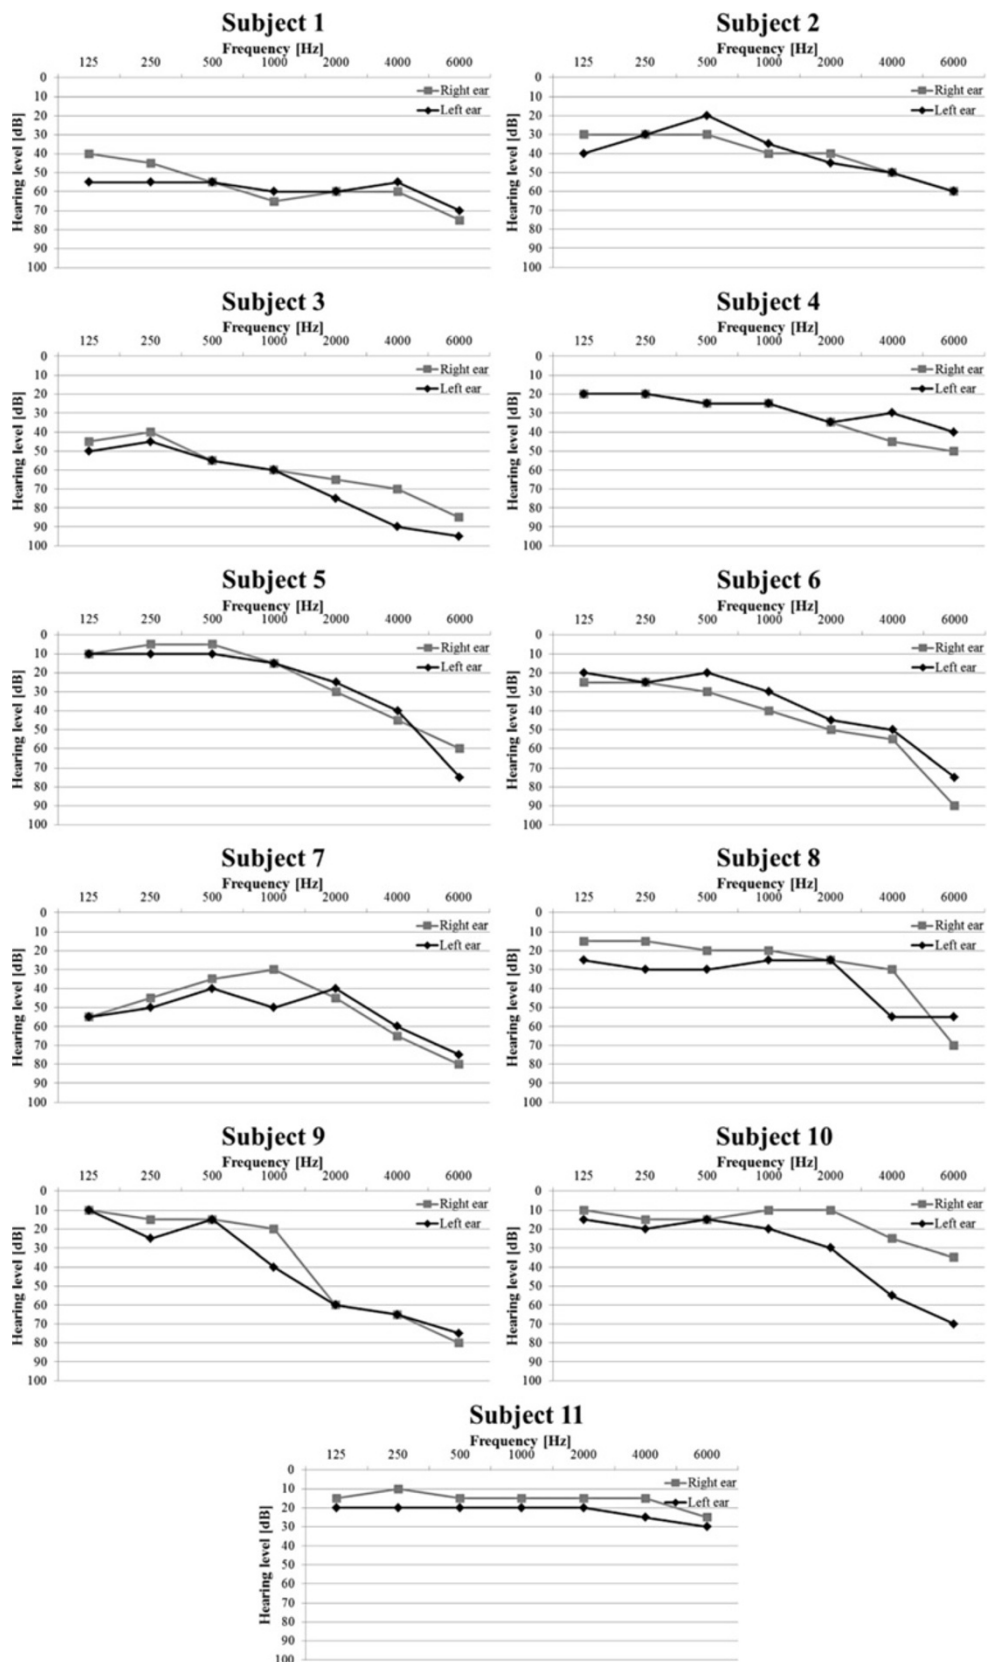 Subject 1
Frequency [Hz]
125 250 500 1000 2000 4000 6000
Hearing level [dB]
0
10
20
30
40
50
60
70
80
90
100
Right ear
Left ear
Subject 2
Frequency [Hz]
125 250 500 1000 2000 4000 6000
Hearing level [dB]
0
10
20
30
40
50
60
70
80
90
100
Right ear
Left ear
Subject 3
Frequency [Hz]
125 250 500 1000 2000 4000 6000
Hearing level [dB]
0
10
20
30
40
50
60
70
80
90
100
Right ear
Left ear
Subject 4
Frequency [Hz]
125 250 500 1000 2000 4000 6000
Hearing level [dB]
0
10
20
30
40
50
60
70
80
90
100
Right ear
Left ear
Subject 5
Frequency [Hz]
125 250 500 1000 2000 4000 6000
Hearing level [dB]
0
10
20
30
40
50
60
70
80
90
100
Right ear
Left ear
Subject 6
Frequency [Hz]
125 250 500 1000 2000 4000 6000
Hearing level [dB]
0
10
20
30
40
50
60
70
80
90
100
Right ear
Left ear
Subject 7
Frequency [Hz]
125 250 500 1000 2000 4000 6000
Hearing level [dB]
0
10
20
30
40
50
60
70
80
90
100
Right ear
Left ear
Subject 8
Frequency [Hz]
125 250 500 1000 2000 4000 6000
Hearing level [dB]
0
10
20
30
40
50
60
70
80
90
100
Right ear
Left ear
Subject 9
Frequency [Hz]
125 250 500 1000 2000 4000 6000
Hearing level [dB]
0
10
20
30
40
50
60
70
80
90
100
Right ear
Left ear
Subject 10
Frequency [Hz]
125 250 500 1000 2000 4000 6000
Hearing level [dB]
0
10
20
30
40
50
60
70
80
90
100
Right ear
Left ear
Subject 11
Frequency [Hz]
125 250 500 1000 2000 4000 6000
Hearing level [dB]
0
10
20
30
40
50
60
70
80
90
100
Right ear
Left ear